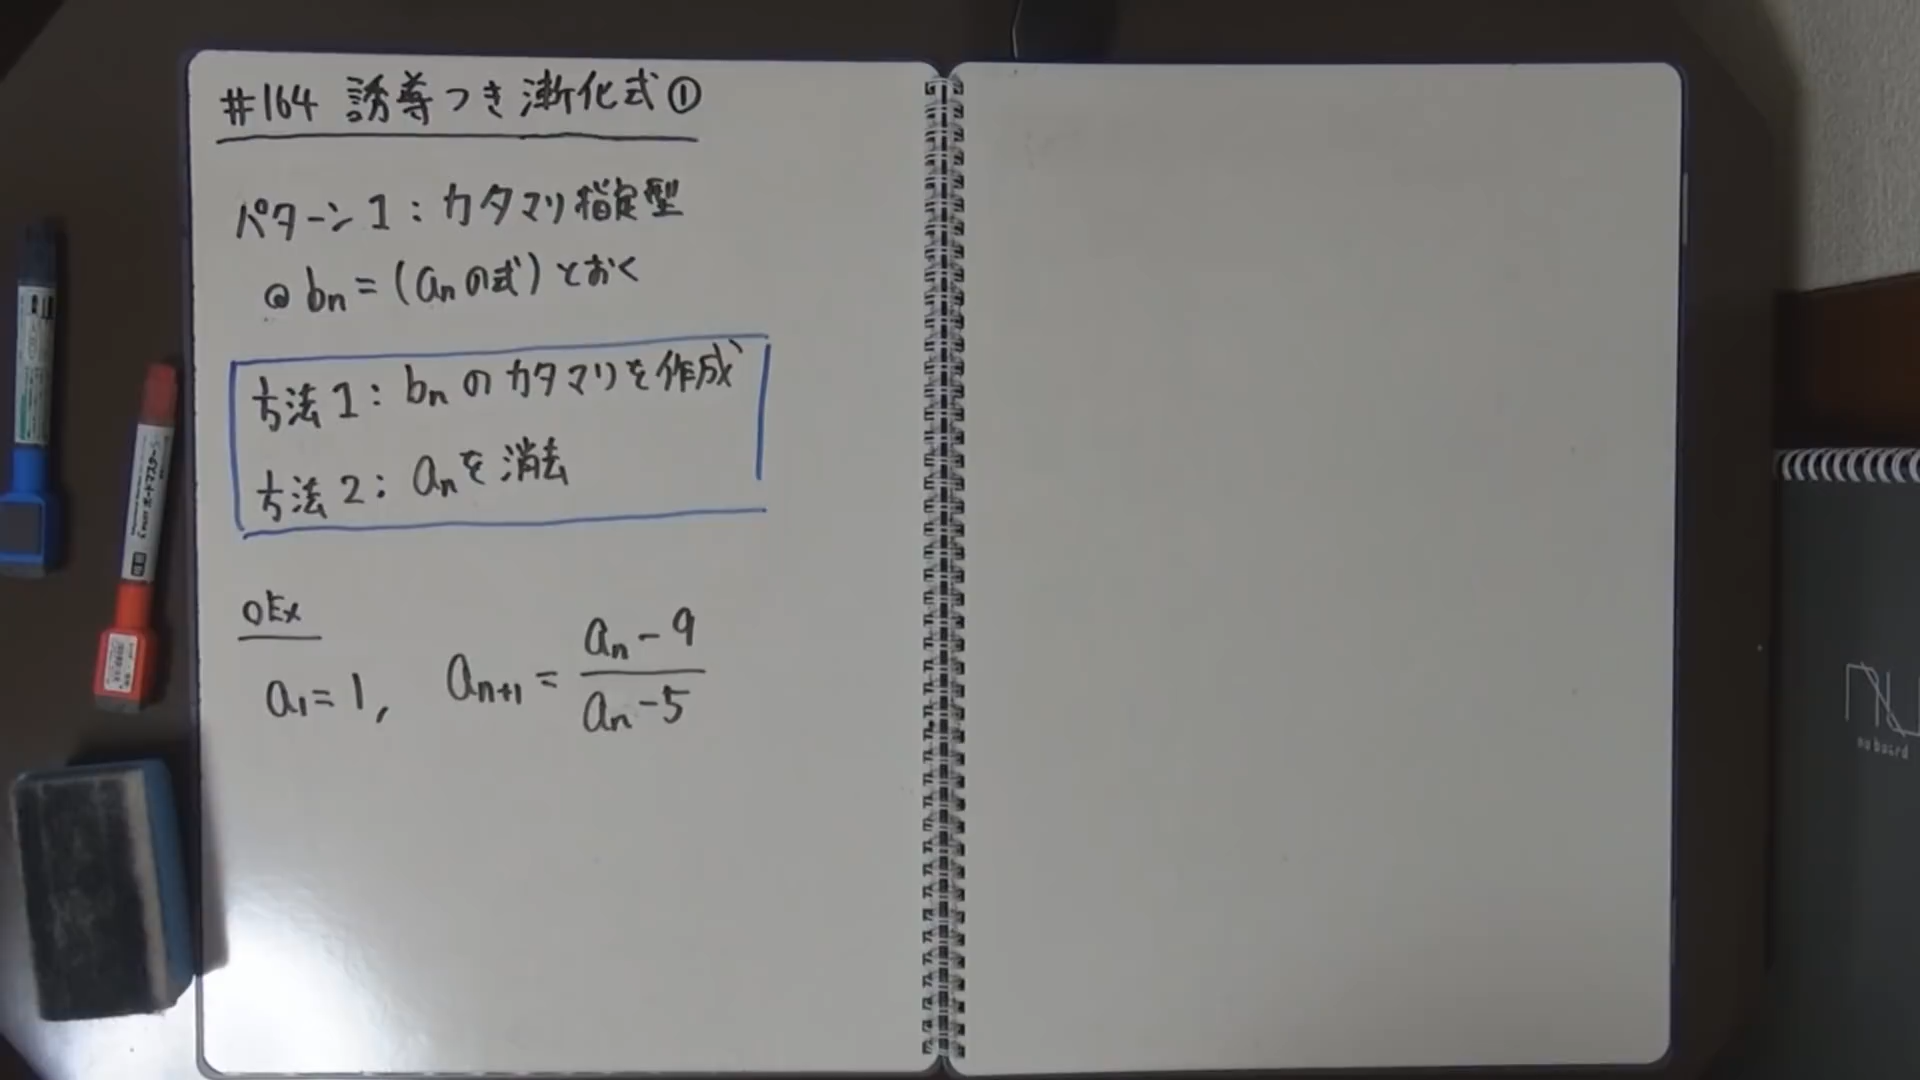 #164 誘導つき漸化式①
パターン1：カタマリ指定型
◎ bn = (anの式) とおく
方法1：bnのカタマリを作成
方法2：anを消去
○Ex
a1 = 1, an+1 = (an - 9)/(an - 5)
nu board